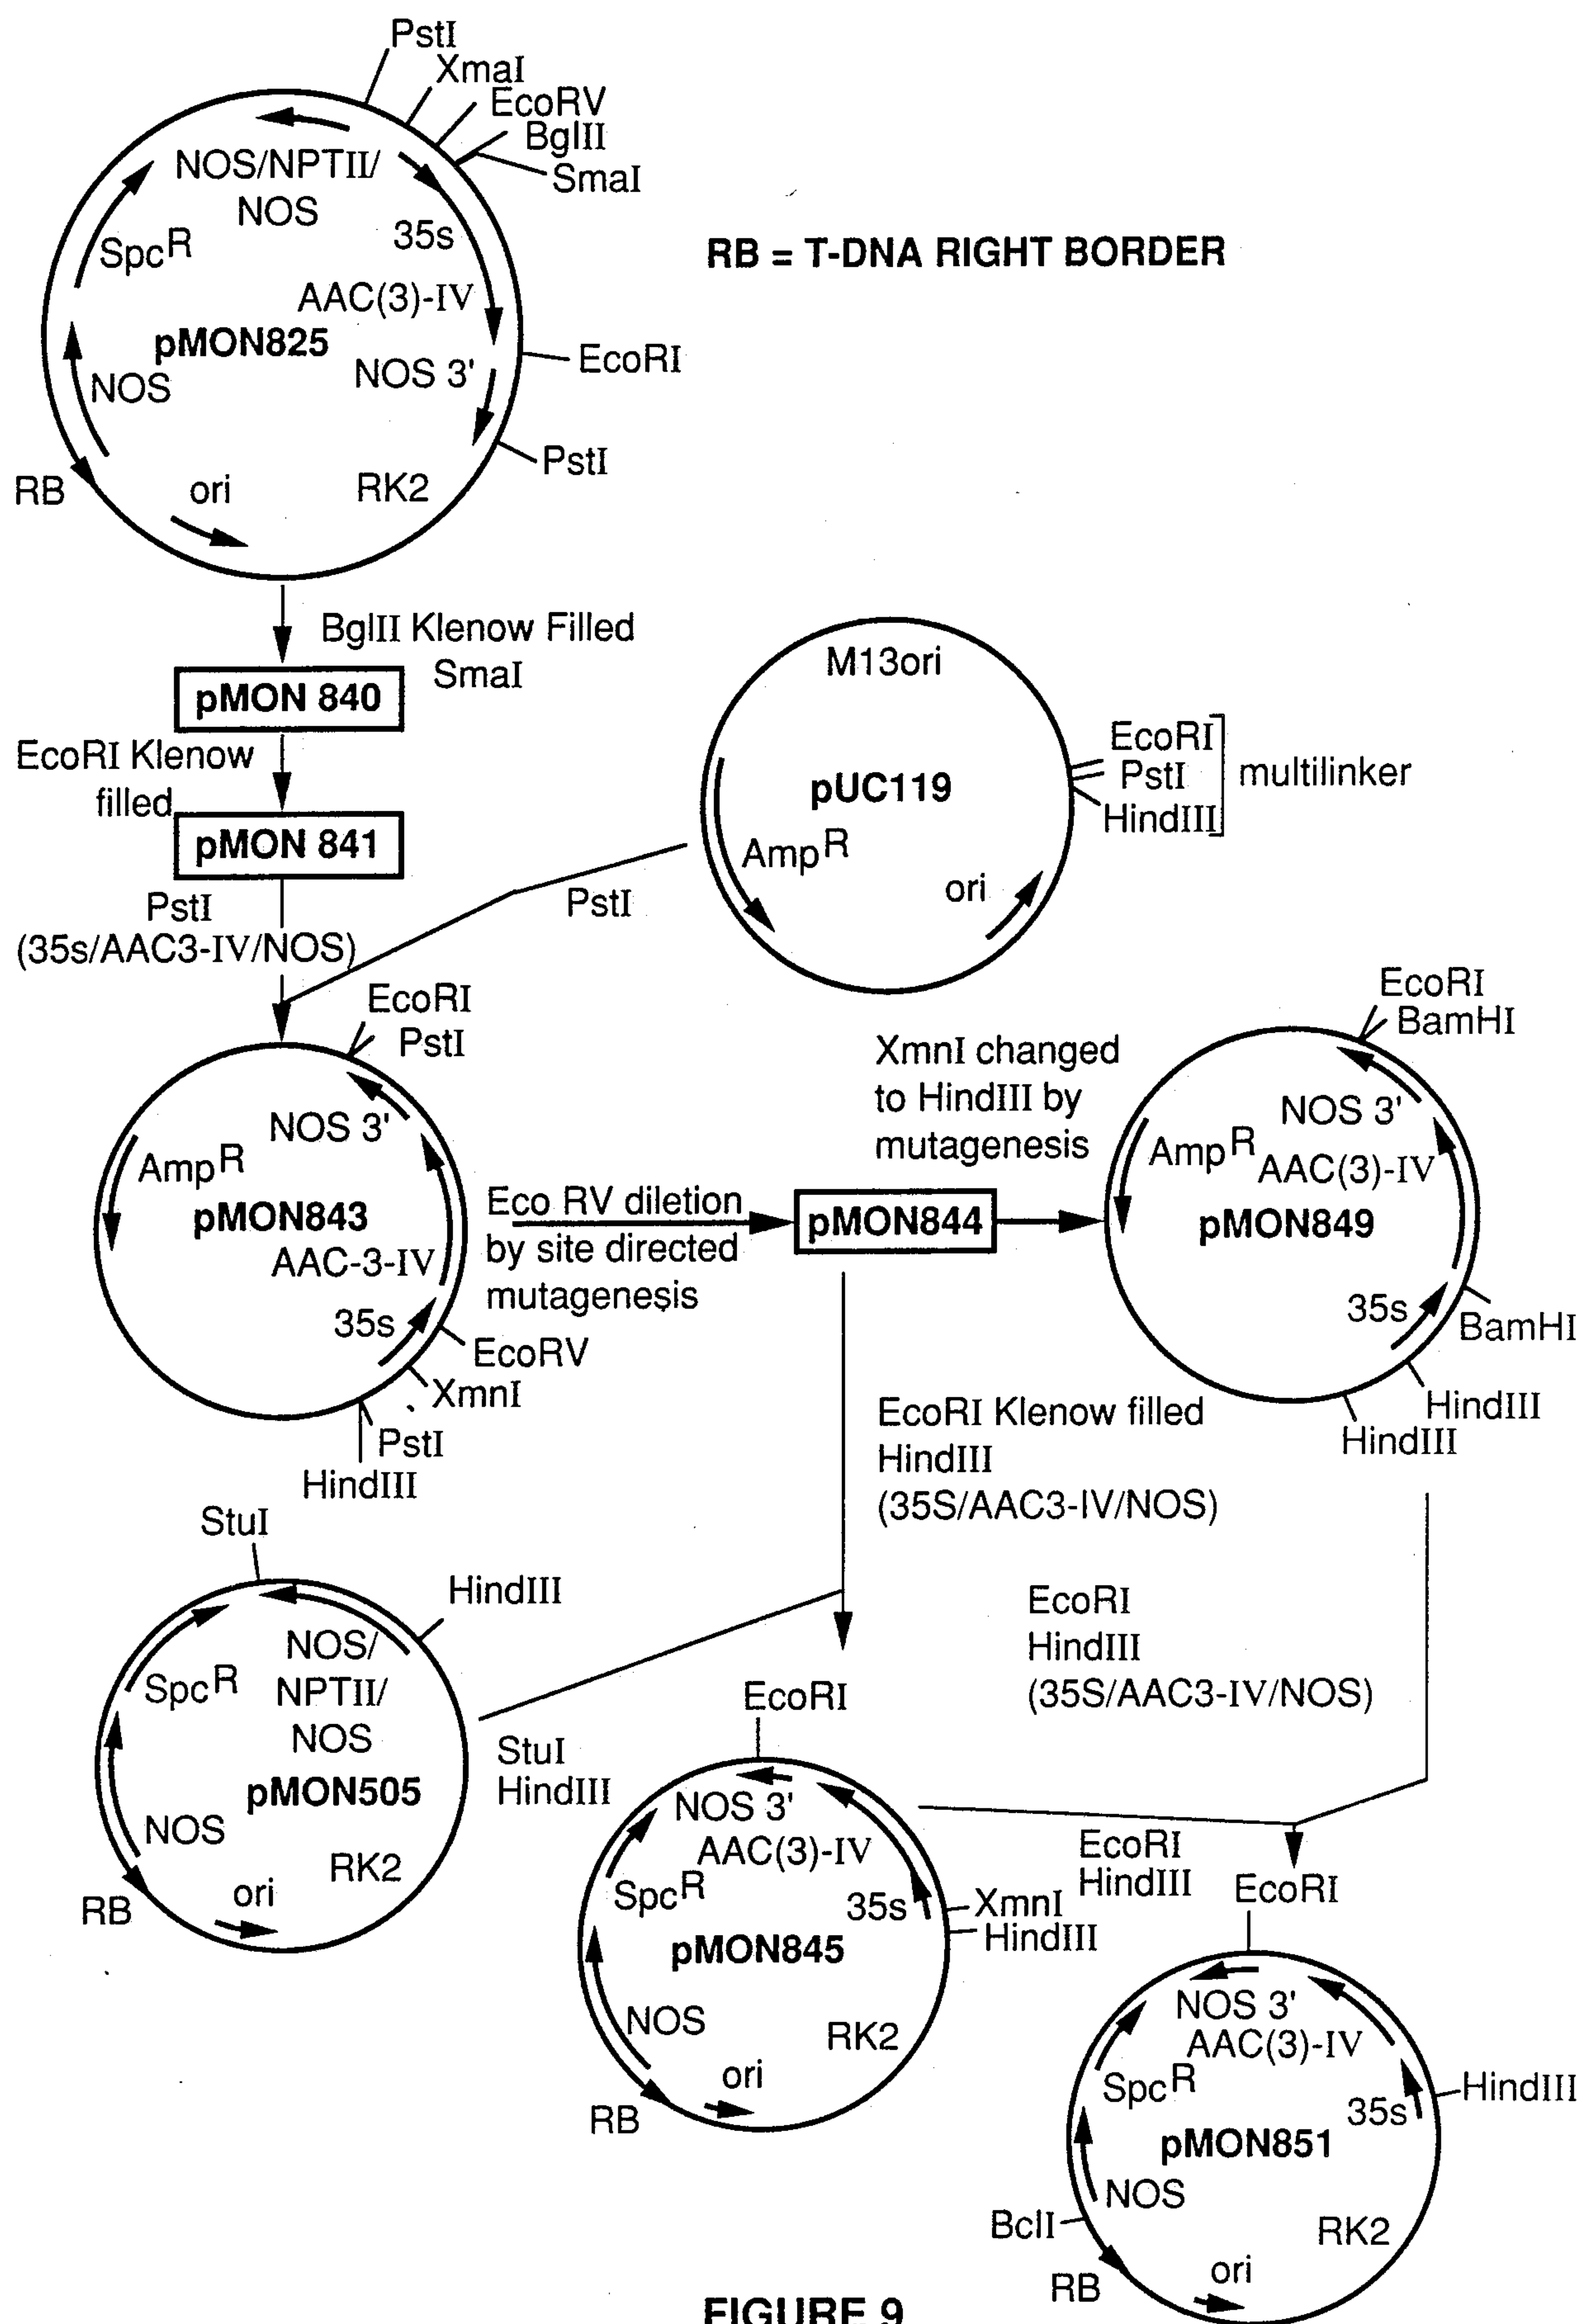 PstI
XmaI
EcoRV
BglII
SmaI
NOS/NPTII/
NOS
SpcR
35s
AAC(3)-IV
pMON825
NOS
NOS 3'
EcoRI
PstI
RB
ori
RK2
RB = T-DNA RIGHT BORDER
BglII Klenow Filled
SmaI
pMON 840
EcoRI Klenow
filled
pMON 841
PstI
(35s/AAC3-IV/NOS)
M13ori
pUC119
EcoRI
PstI
HindIII
multilinker
AmpR
ori
PstI
EcoRI
PstI
NOS 3'
AmpR
pMON843
AAC-3-IV
35s
EcoRV
XmnI
PstI
HindIII
Eco RV diletion
by site directed
mutagenesis
pMON844
XmnI changed
to HindIII by
mutagenesis
EcoRI
BamHI
NOS 3'
AmpR
AAC(3)-IV
pMON849
35s
BamHI
HindIII
HindIII
EcoRI Klenow filled
HindIII
(35S/AAC3-IV/NOS)
StuI
HindIII
NOS/
NPTII/
NOS
SpcR
pMON505
NOS
RK2
RB
ori
StuI
HindIII
EcoRI
HindIII
(35S/AAC3-IV/NOS)
EcoRI
NOS 3'
AAC(3)-IV
SpcR
35s
XmnI
HindIII
pMON845
NOS
RK2
ori
RB
EcoRI
HindIII
EcoRI
NOS 3'
AAC(3)-IV
SpcR
35s
HindIII
pMON851
NOS
BclI
RK2
RB
ori
FIGURE 9